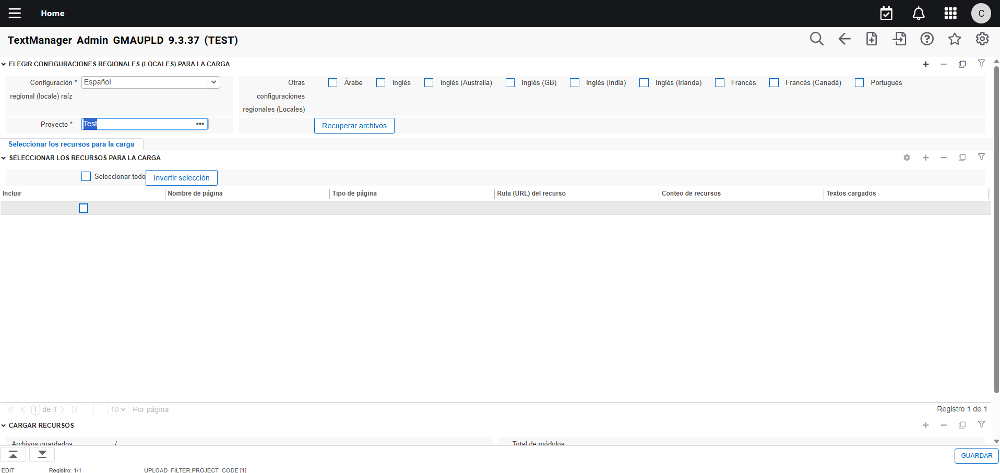 Home
C
TextManager Admin GMAUPLD 9.3.37 (TEST)
ELEGIR CONFIGURACIONES REGIONALES (LOCALES) PARA LA CARGA
Configuración *
regional (locale) raíz
Español
Otras
configuraciones
regionales (Locales)
Árabe
Inglés
Inglés (Australia)
Inglés (GB)
Inglés (India)
Inglés (Irlanda)
Francés
Francés (Canadá)
Portugués
Proyecto *
Test
Recuperar archivos
Seleccionar los recursos para la carga
SELECCIONAR LOS RECURSOS PARA LA CARGA
Seleccionar todo
Invertir selección
Incluir
Nombre de página
Tipo de página
Ruta (URL) del recurso
Conteo de recursos
Textos cargados
1 de 1
10
Por página
Registro 1 de 1
CARGAR RECURSOS
Archivos guardados
/
Total de módulos
GUARDAR
EDIT
Registro: 1/1
UPLOAD_FILTER.PROJECT_CODE [1]